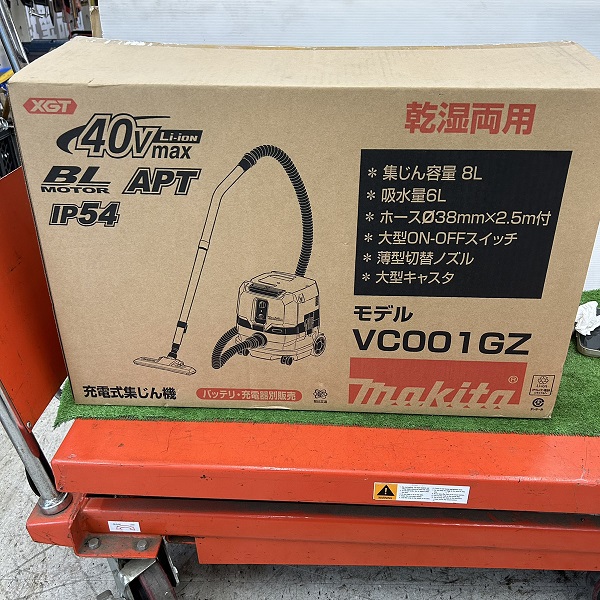 XGT
40Vmax Li-ion
BL MOTOR APT
IP54
乾湿両用
＊集じん容量 8L
＊吸水量6L
＊ホースØ38mm×2.5m付
＊大型ON-OFFスイッチ
＊薄型切替ノズル
＊大型キャスタ
モデル
VC001GZ
makita®
充電式集じん機
バッテリ・充電器別販売